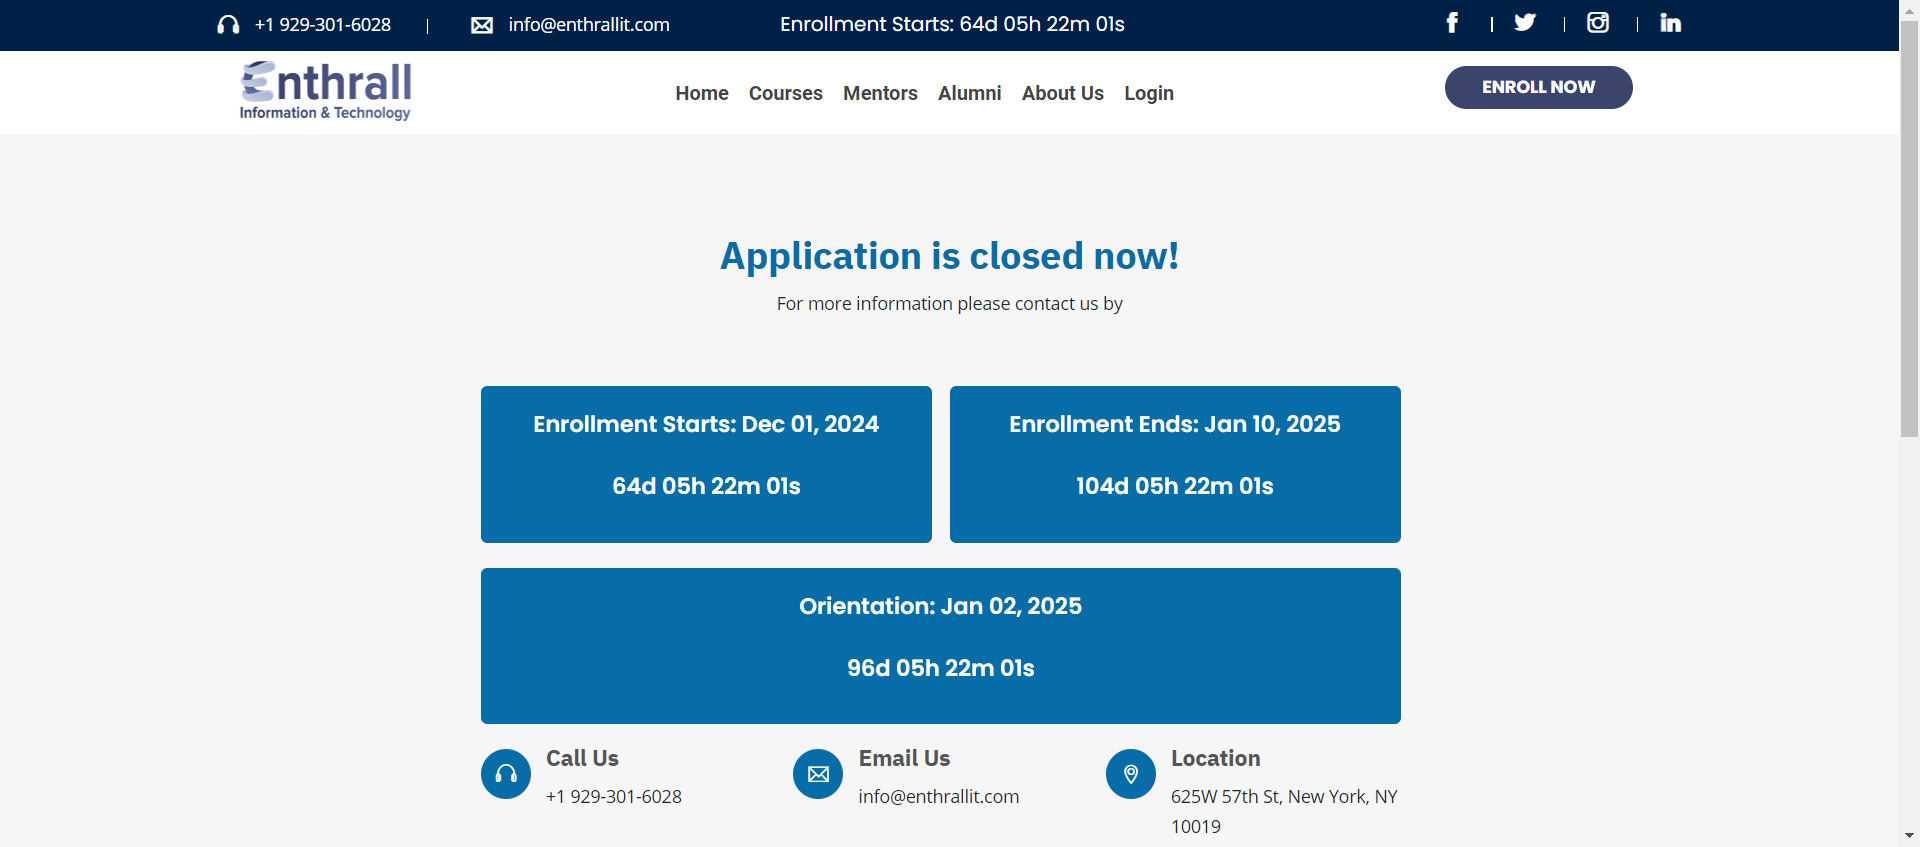 +1 929-301-6028 | info@enthrallit.com Enrollment Starts: 64d 05h 22m 01s
Enthrall
Information & Technology
Home Courses Mentors Alumni About Us Login
ENROLL NOW
Application is closed now!
For more information please contact us by
Enrollment Starts: Dec 01, 2024
64d 05h 22m 01s
Enrollment Ends: Jan 10, 2025
104d 05h 22m 01s
Orientation: Jan 02, 2025
96d 05h 22m 01s
Call Us
+1 929-301-6028
Email Us
info@enthrallit.com
Location
625W 57th St, New York, NY
10019